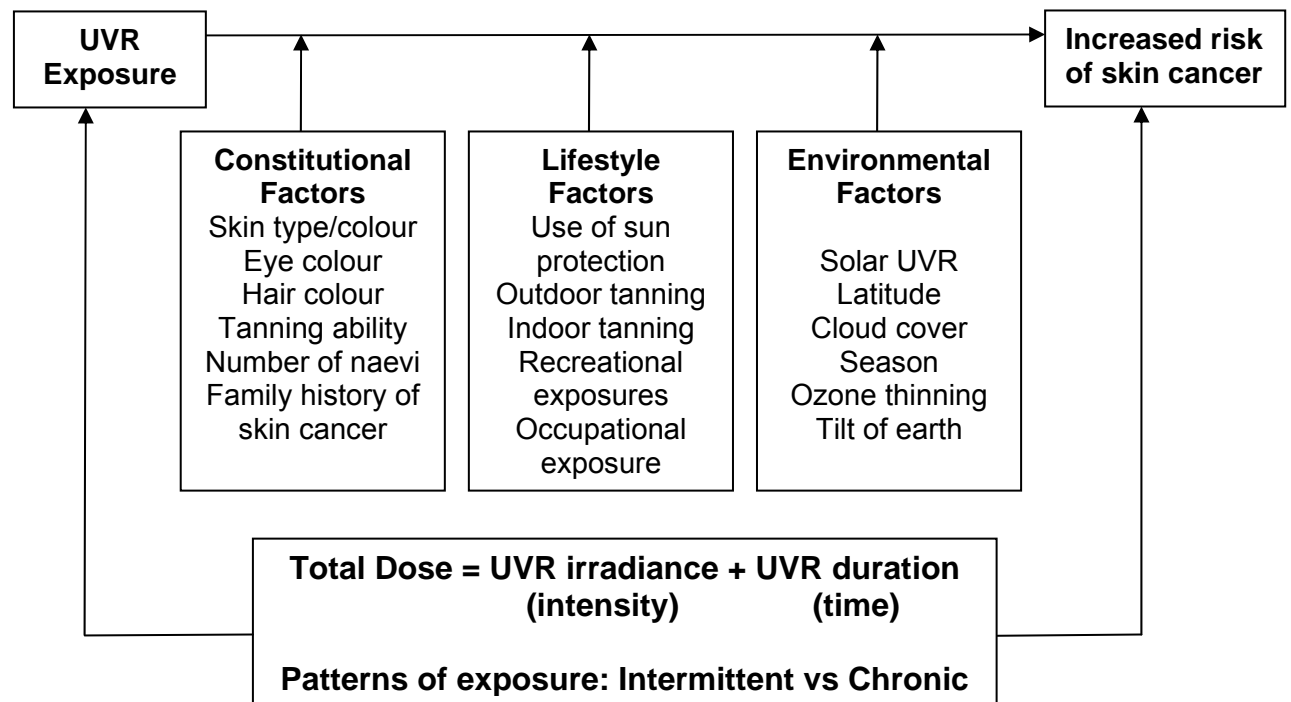 UVR
Exposure
Increased risk
of skin cancer
Constitutional
Factors
Skin type/colour
Eye colour
Hair colour
Tanning ability
Number of naevi
Family history of
skin cancer
Lifestyle
Factors
Use of sun
protection
Outdoor tanning
Indoor tanning
Recreational
exposures
Occupational
exposure
Environmental
Factors
Solar UVR
Latitude
Cloud cover
Season
Ozone thinning
Tilt of earth
Total Dose = UVR irradiance + UVR duration
(intensity) (time)
Patterns of exposure: Intermittent vs Chronic